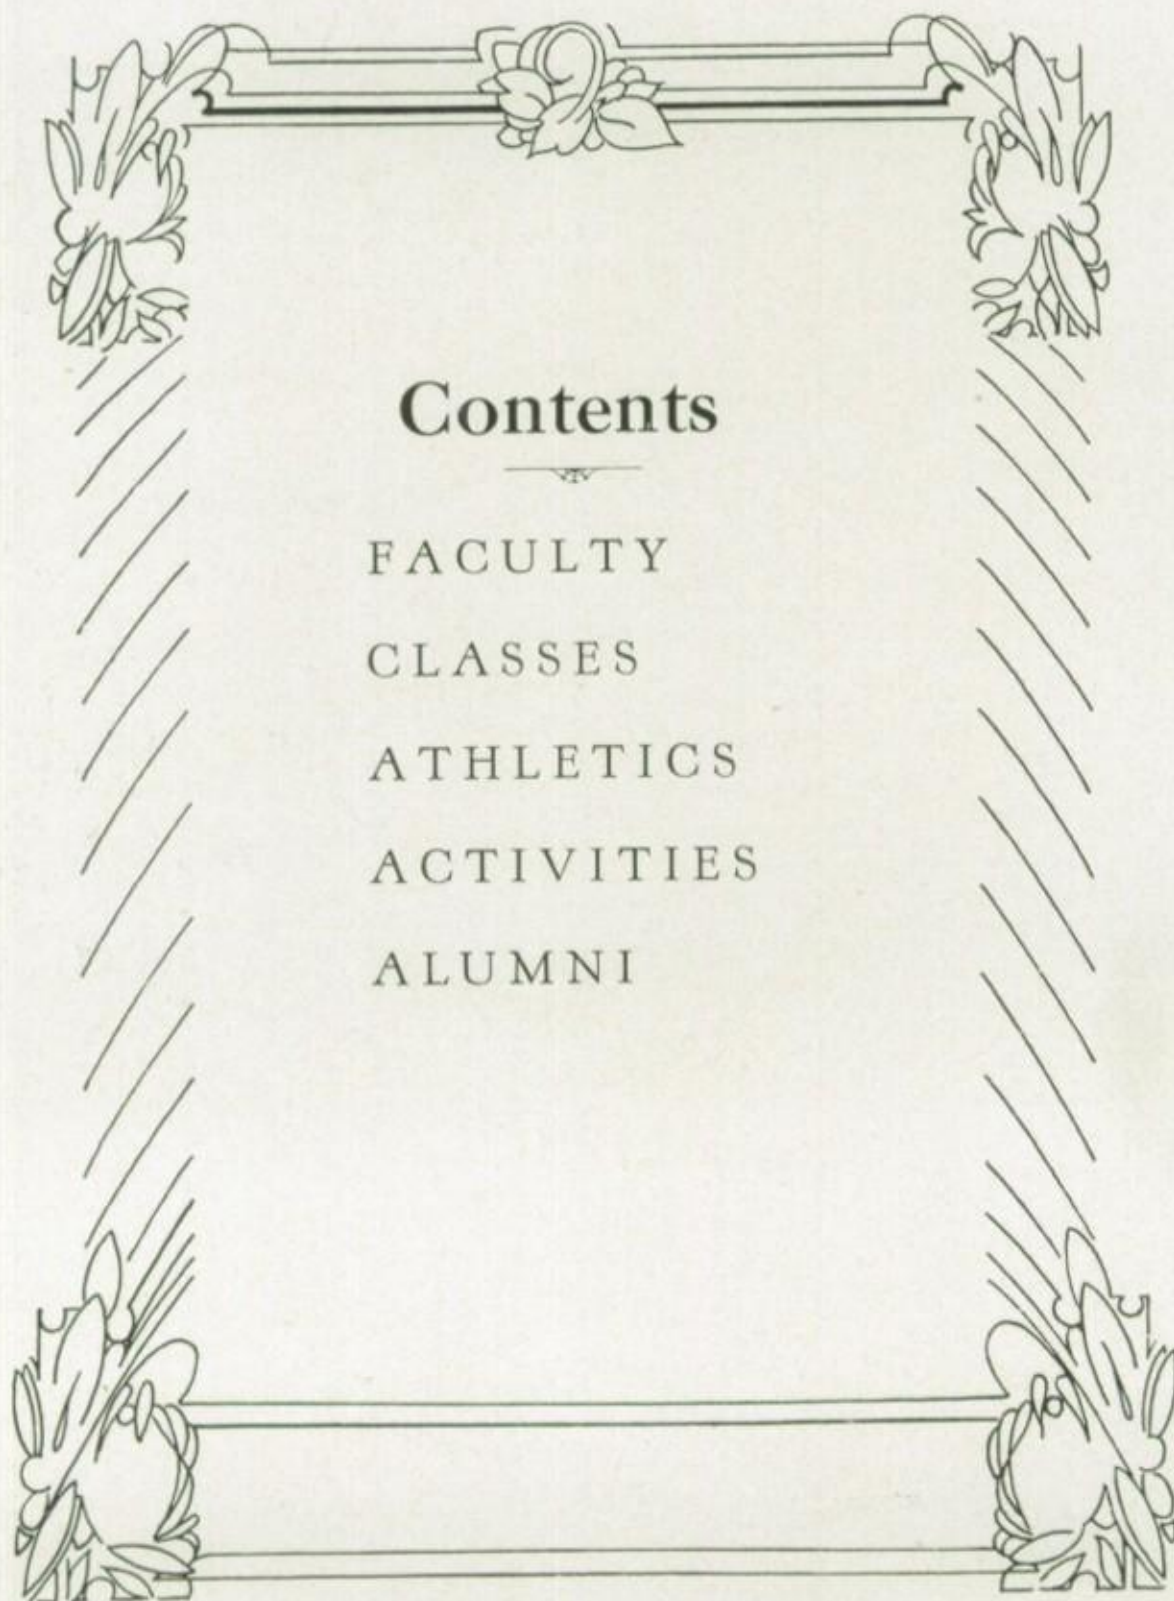 Contents
FACULTY
CLASSES
ATHLETICS
ACTIVITIES
ALUMNI